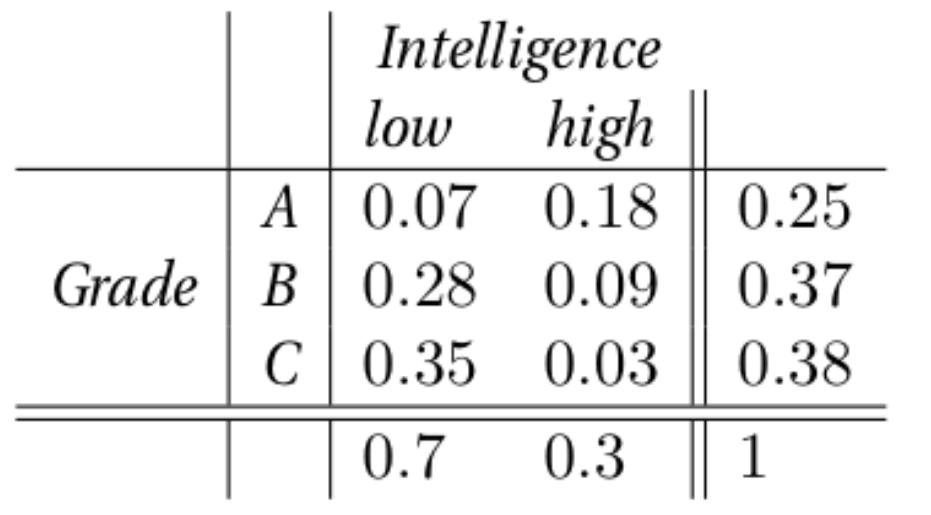 Intelligence
low high
A 0.07 0.18 0.25
Grade B 0.28 0.09 0.37
C 0.35 0.03 0.38
0.7 0.3 1